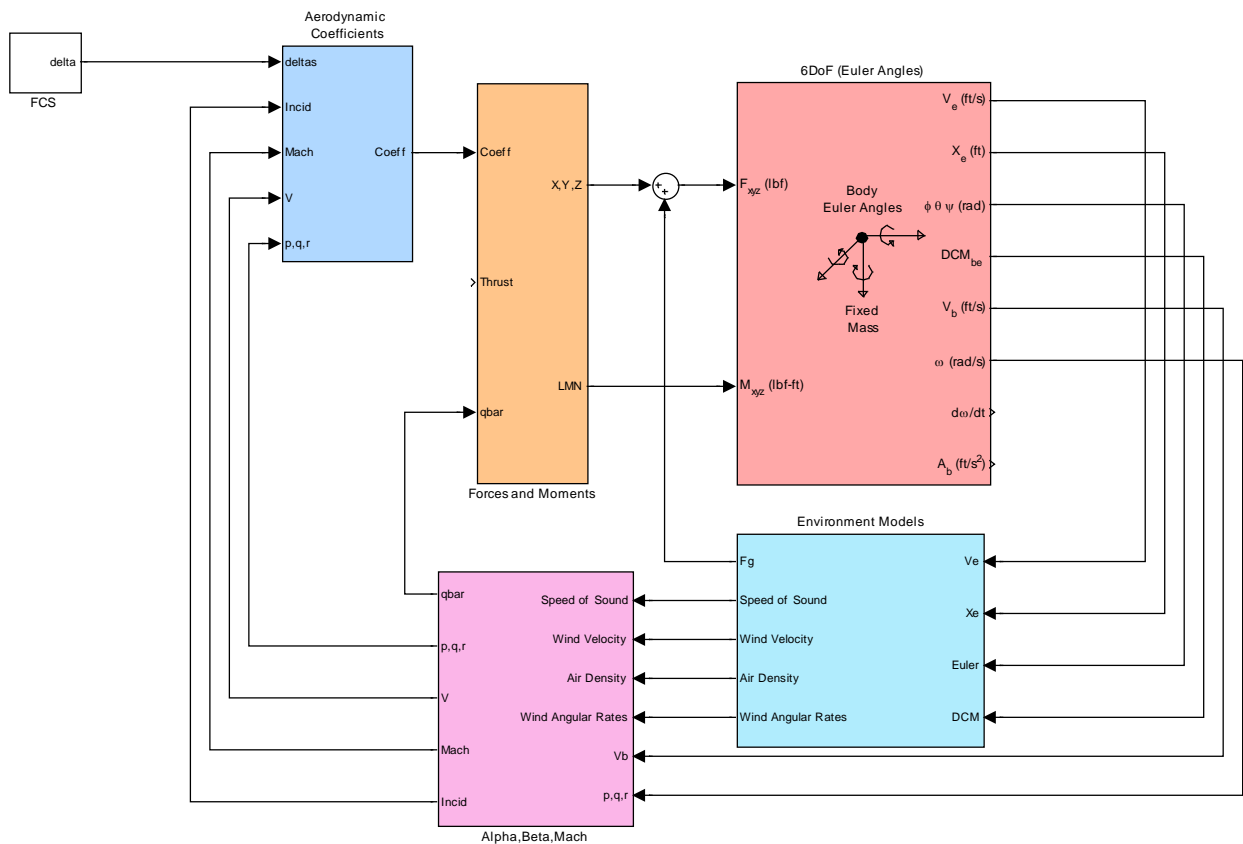 Aerodynamic
Coefficients
delta
FCS
deltas
Incid
Mach
V
p,q,r
Coeff
Coeff
Thrust
qbar
X,Y,Z
LMN
Forces and Moments
+
+
6DoF (Euler Angles)
F_xyz (lbf)
M_xyz (lbf-ft)
Body
Euler Angles
Fixed
Mass
V_e (ft/s)
X_e (ft)
ϕ θ ψ (rad)
DCM_be
V_b (ft/s)
ω (rad/s)
dω/dt
A_b (ft/s²)
Environment Models
Fg
Speed of Sound
Wind Velocity
Air Density
Wind Angular Rates
Ve
Xe
Euler
DCM
qbar
p,q,r
V
Mach
Incid
Speed of Sound
Wind Velocity
Air Density
Wind Angular Rates
Vb
p,q,r
Alpha,Beta,Mach